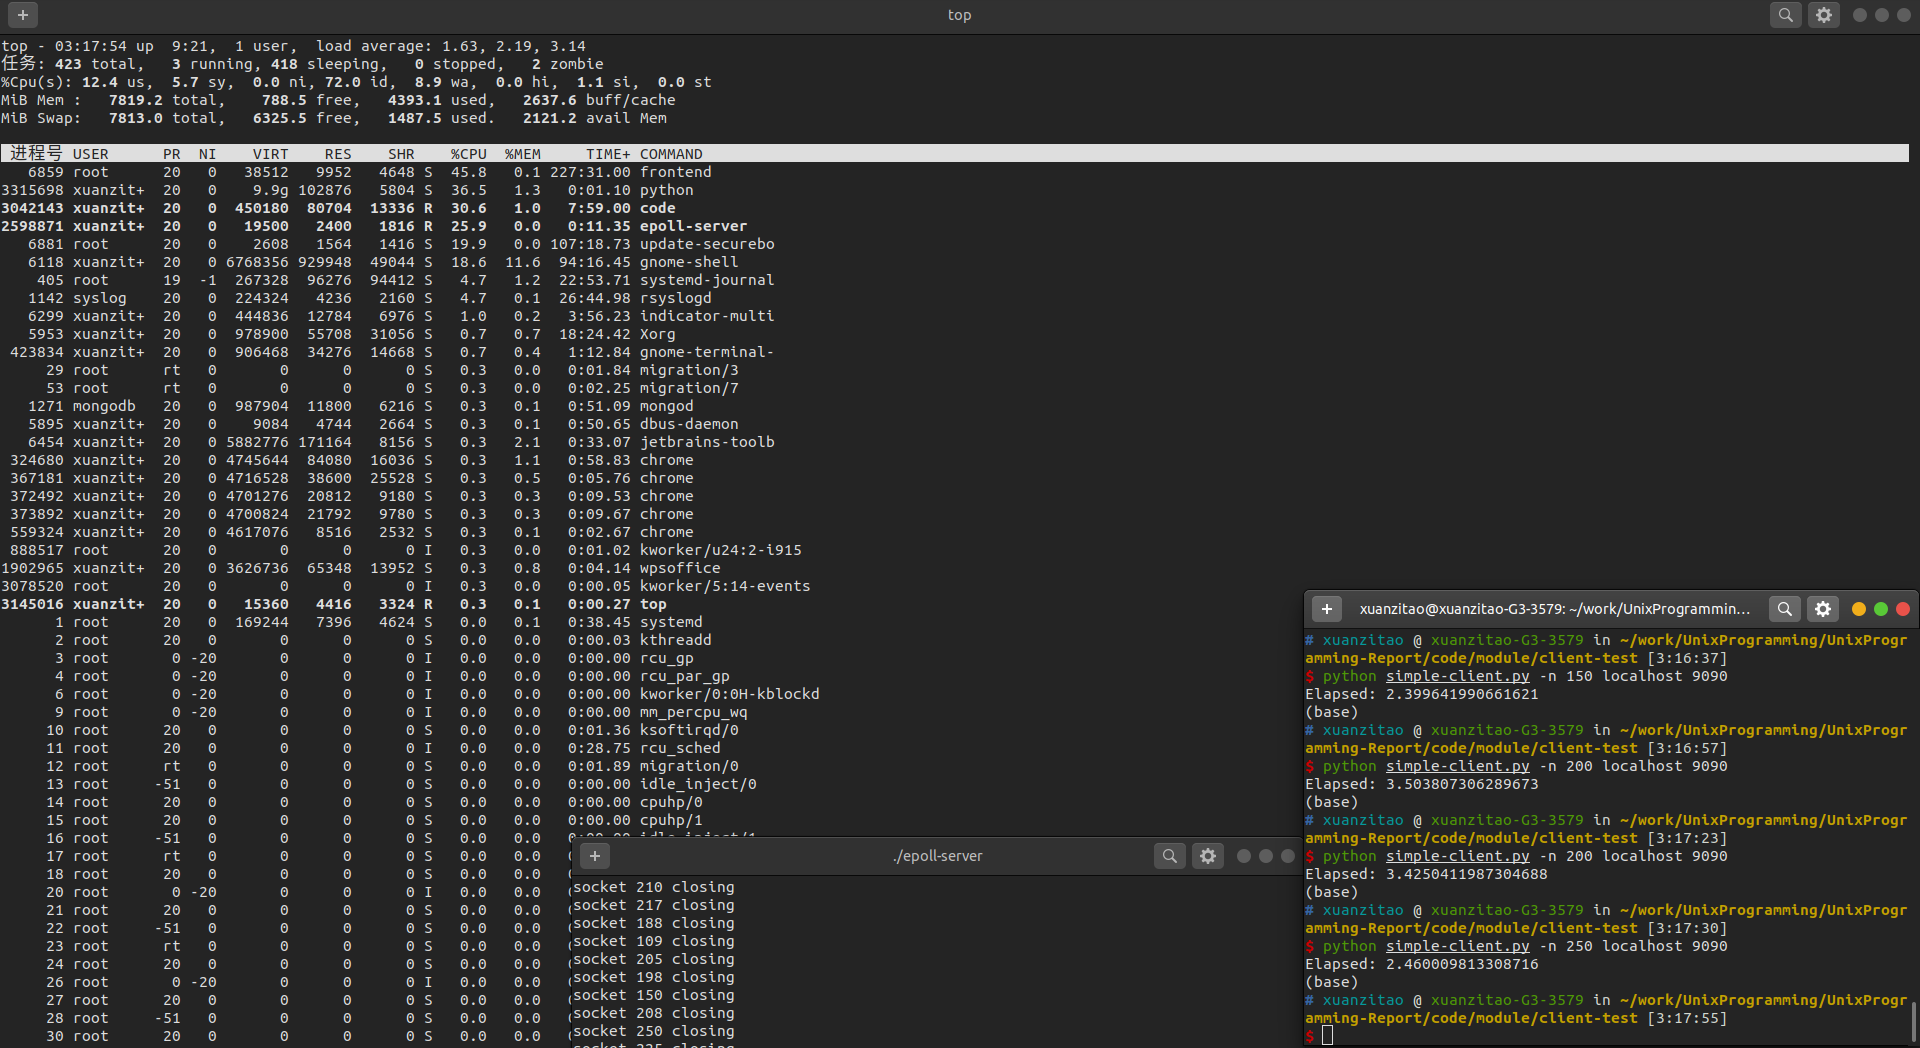 top
top - 03:17:54 up  9:21,  1 user,  load average: 1.63, 2.19, 3.14
任务: 423 total,   3 running, 418 sleeping,   0 stopped,   2 zombie
%Cpu(s): 12.4 us,  5.7 sy,  0.0 ni, 72.0 id,  8.9 wa,  0.0 hi,  1.1 si,  0.0 st
MiB Mem :   7819.2 total,    788.5 free,   4393.1 used,   2637.6 buff/cache
MiB Swap:   7813.0 total,   6325.5 free,   1487.5 used.   2121.2 avail Mem
进程号 USER      PR  NI    VIRT    RES    SHR    %CPU  %MEM     TIME+ COMMAND
6859 root      20   0   38512   9952   4648 S  45.8   0.1 227:31.00 frontend
3315698 xuanzit+  20   0    9.9g 102876   5804 S  36.5   1.3   0:01.10 python
3042143 xuanzit+  20   0  450180  80704  13336 R  30.6   1.0   7:59.00 code
2598871 xuanzit+  20   0   19500   2400   1816 R  25.9   0.0   0:11.35 epoll-server
6881 root      20   0    2608   1564   1416 S  19.9   0.0 107:18.73 update-securebo
6118 xuanzit+  20   0 6768356 929948  49044 S  18.6  11.6  94:16.45 gnome-shell
405 root      19  -1  267328  96276  94412 S   4.7   1.2  22:53.71 systemd-journal
1142 syslog    20   0  224324   4236   2160 S   4.7   0.1  26:44.98 rsyslogd
6299 xuanzit+  20   0  444836  12784   6976 S   1.0   0.2   3:56.23 indicator-multi
5953 xuanzit+  20   0  978900  55708  31056 S   0.7   0.7  18:24.42 Xorg
423834 xuanzit+  20   0  906468  34276  14668 S   0.7   0.4   1:12.84 gnome-terminal-
29 root      rt   0       0      0      0 S   0.3   0.0   0:01.84 migration/3
53 root      rt   0       0      0      0 S   0.3   0.0   0:02.25 migration/7
1271 mongodb   20   0  987904  11800   6216 S   0.3   0.1   0:51.09 mongod
5895 xuanzit+  20   0    9084   4744   2664 S   0.3   0.1   0:50.65 dbus-daemon
6454 xuanzit+  20   0 5882776 171164   8156 S   0.3   2.1   0:33.07 jetbrains-toolb
324680 xuanzit+  20   0 4745644  84080  16036 S   0.3   1.1   0:58.83 chrome
367181 xuanzit+  20   0 4716528  38600  25528 S   0.3   0.5   0:05.76 chrome
372492 xuanzit+  20   0 4701276  20812   9180 S   0.3   0.3   0:09.53 chrome
373892 xuanzit+  20   0 4700824  21792   9780 S   0.3   0.3   0:09.67 chrome
559324 xuanzit+  20   0 4617076   8516   2532 S   0.3   0.1   0:02.67 chrome
888517 root      20   0       0      0      0 I   0.3   0.0   0:01.02 kworker/u24:2-i915
1902965 xuanzit+  20   0 3626736  65348  13952 S   0.3   0.8   0:04.14 wpsoffice
3078520 root      20   0       0      0      0 I   0.3   0.0   0:00.05 kworker/5:14-events
3145016 xuanzit+  20   0   15360   4416   3324 R   0.3   0.1   0:00.27 top
1 root      20   0  169244   7396   4624 S   0.0   0.1   0:38.45 systemd
2 root      20   0       0      0      0 S   0.0   0.0   0:00.03 kthreadd
3 root       0 -20       0      0      0 I   0.0   0.0   0:00.00 rcu_gp
4 root       0 -20       0      0      0 I   0.0   0.0   0:00.00 rcu_par_gp
6 root       0 -20       0      0      0 I   0.0   0.0   0:00.00 kworker/0:0H-kblockd
9 root       0 -20       0      0      0 I   0.0   0.0   0:00.00 mm_percpu_wq
10 root      20   0       0      0      0 S   0.0   0.0   0:01.36 ksoftirqd/0
11 root      20   0       0      0      0 I   0.0   0.0   0:28.75 rcu_sched
12 root      rt   0       0      0      0 S   0.0   0.0   0:01.89 migration/0
13 root     -51   0       0      0      0 S   0.0   0.0   0:00.00 idle_inject/0
14 root      20   0       0      0      0 S   0.0   0.0   0:00.00 cpuhp/0
15 root      20   0       0      0      0 S   0.0   0.0   0:00.00 cpuhp/1
16 root     -51   0       0      0      0 S   0.0   0.0
17 root      rt   0       0      0      0 S   0.0   0.0
18 root      20   0       0      0      0 S   0.0   0.0
20 root       0 -20       0      0      0 I   0.0   0.0
21 root      20   0       0      0      0 S   0.0   0.0
22 root     -51   0       0      0      0 S   0.0   0.0
23 root      rt   0       0      0      0 S   0.0   0.0
24 root      20   0       0      0      0 S   0.0   0.0
26 root       0 -20       0      0      0 I   0.0   0.0
27 root      20   0       0      0      0 S   0.0   0.0
28 root     -51   0       0      0      0 S   0.0   0.0
30 root      20   0       0      0      0 S   0.0   0.0
./epoll-server
socket 210 closing
socket 217 closing
socket 188 closing
socket 109 closing
socket 205 closing
socket 198 closing
socket 150 closing
socket 208 closing
socket 250 closing
xuanzitao@xuanzitao-G3-3579: ~/work/UnixProgrammin...
# xuanzitao @ xuanzitao-G3-3579 in ~/work/UnixProgramming/UnixProgr
amming-Report/code/module/client-test [3:16:37]
$ python simple-client.py -n 150 localhost 9090
Elapsed: 2.399641990661621
(base)
# xuanzitao @ xuanzitao-G3-3579 in ~/work/UnixProgramming/UnixProgr
amming-Report/code/module/client-test [3:16:57]
$ python simple-client.py -n 200 localhost 9090
Elapsed: 3.503807306289673
(base)
# xuanzitao @ xuanzitao-G3-3579 in ~/work/UnixProgramming/UnixProgr
amming-Report/code/module/client-test [3:17:23]
$ python simple-client.py -n 200 localhost 9090
Elapsed: 3.4250411987304688
(base)
# xuanzitao @ xuanzitao-G3-3579 in ~/work/UnixProgramming/UnixProgr
amming-Report/code/module/client-test [3:17:30]
$ python simple-client.py -n 250 localhost 9090
Elapsed: 2.460009813308716
(base)
# xuanzitao @ xuanzitao-G3-3579 in ~/work/UnixProgramming/UnixProgr
amming-Report/code/module/client-test [3:17:55]
$